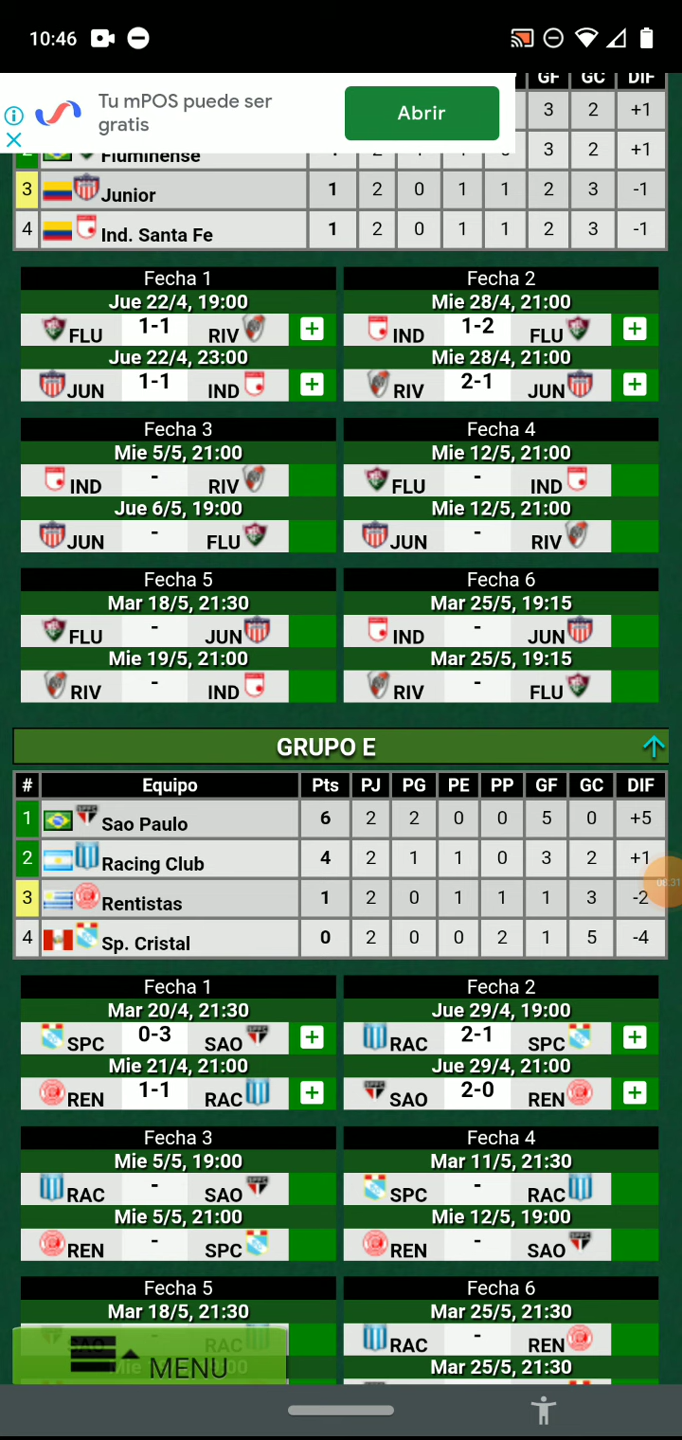 10:46
GF GC DIF
Tu mPOS puede ser
gratis
Abrir
3 2 +1
Fluminense 3 2 +1
3 Junior 1 2 0 1 1 2 3 -1
4 Ind. Santa Fe 1 2 0 1 1 2 3 -1
Fecha 1
Jue 22/4, 19:00
FLU 1-1 RIV +
Jue 22/4, 23:00
JUN 1-1 IND +
Fecha 2
Mie 28/4, 21:00
IND 1-2 FLU +
Mie 28/4, 21:00
RIV 2-1 JUN +
Fecha 3
Mie 5/5, 21:00
IND - RIV
Jue 6/5, 19:00
JUN - FLU
Fecha 4
Mie 12/5, 21:00
FLU - IND
Mie 12/5, 21:00
JUN - RIV
Fecha 5
Mar 18/5, 21:30
FLU - JUN
Mie 19/5, 21:00
RIV - IND
Fecha 6
Mar 25/5, 19:15
IND - JUN
Mar 25/5, 19:15
RIV - FLU
GRUPO E
# Equipo Pts PJ PG PE PP GF GC DIF
1 Sao Paulo 6 2 2 0 0 5 0 +5
2 Racing Club 4 2 1 1 0 3 2 +1
3 Rentistas 1 2 0 1 1 1 3 -2
08:31
4 Sp. Cristal 0 2 0 0 2 1 5 -4
Fecha 1
Mar 20/4, 21:30
SPC 0-3 SAO +
Mie 21/4, 21:00
REN 1-1 RAC +
Fecha 2
Jue 29/4, 19:00
RAC 2-1 SPC +
Jue 29/4, 21:00
SAO 2-0 REN +
Fecha 3
Mie 5/5, 19:00
RAC - SAO
Mie 5/5, 21:00
REN - SPC
Fecha 4
Mar 11/5, 21:30
SPC - RAC
Mie 12/5, 19:00
REN - SAO
Fecha 5
Mar 18/5, 21:30
SAO - RAC
MENU
Fecha 6
Mar 25/5, 21:30
RAC - REN
Mar 25/5, 21:30